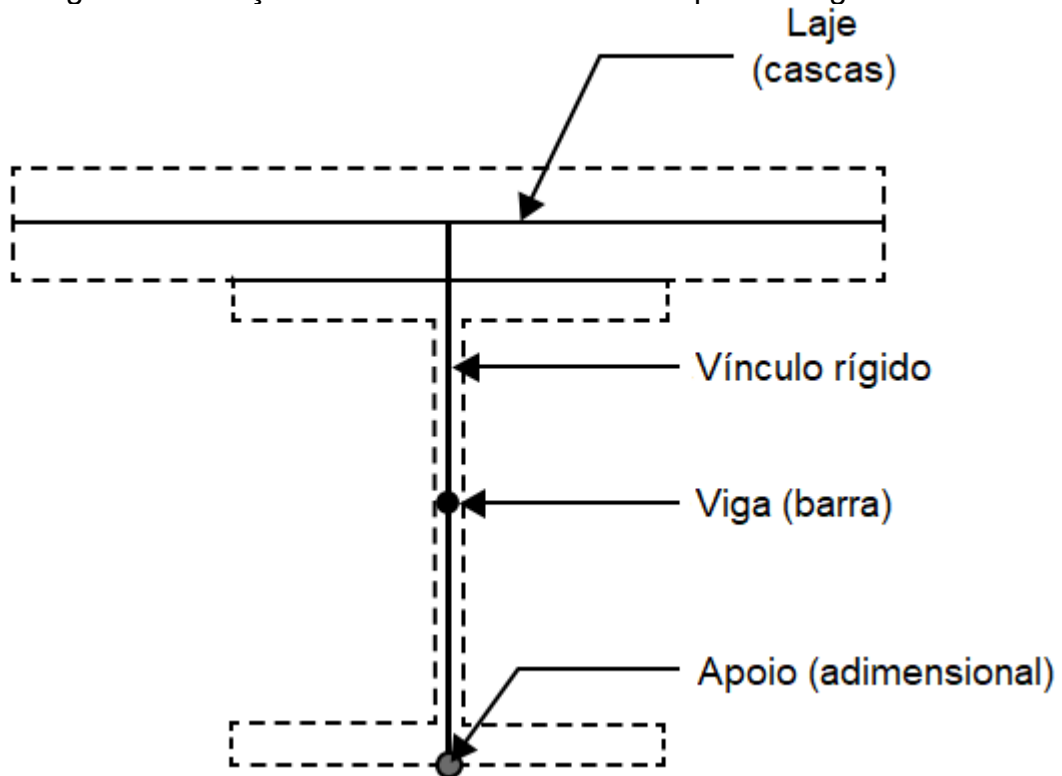 Laje
(cascas)
Vínculo rígido
Viga (barra)
Apoio (adimensional)